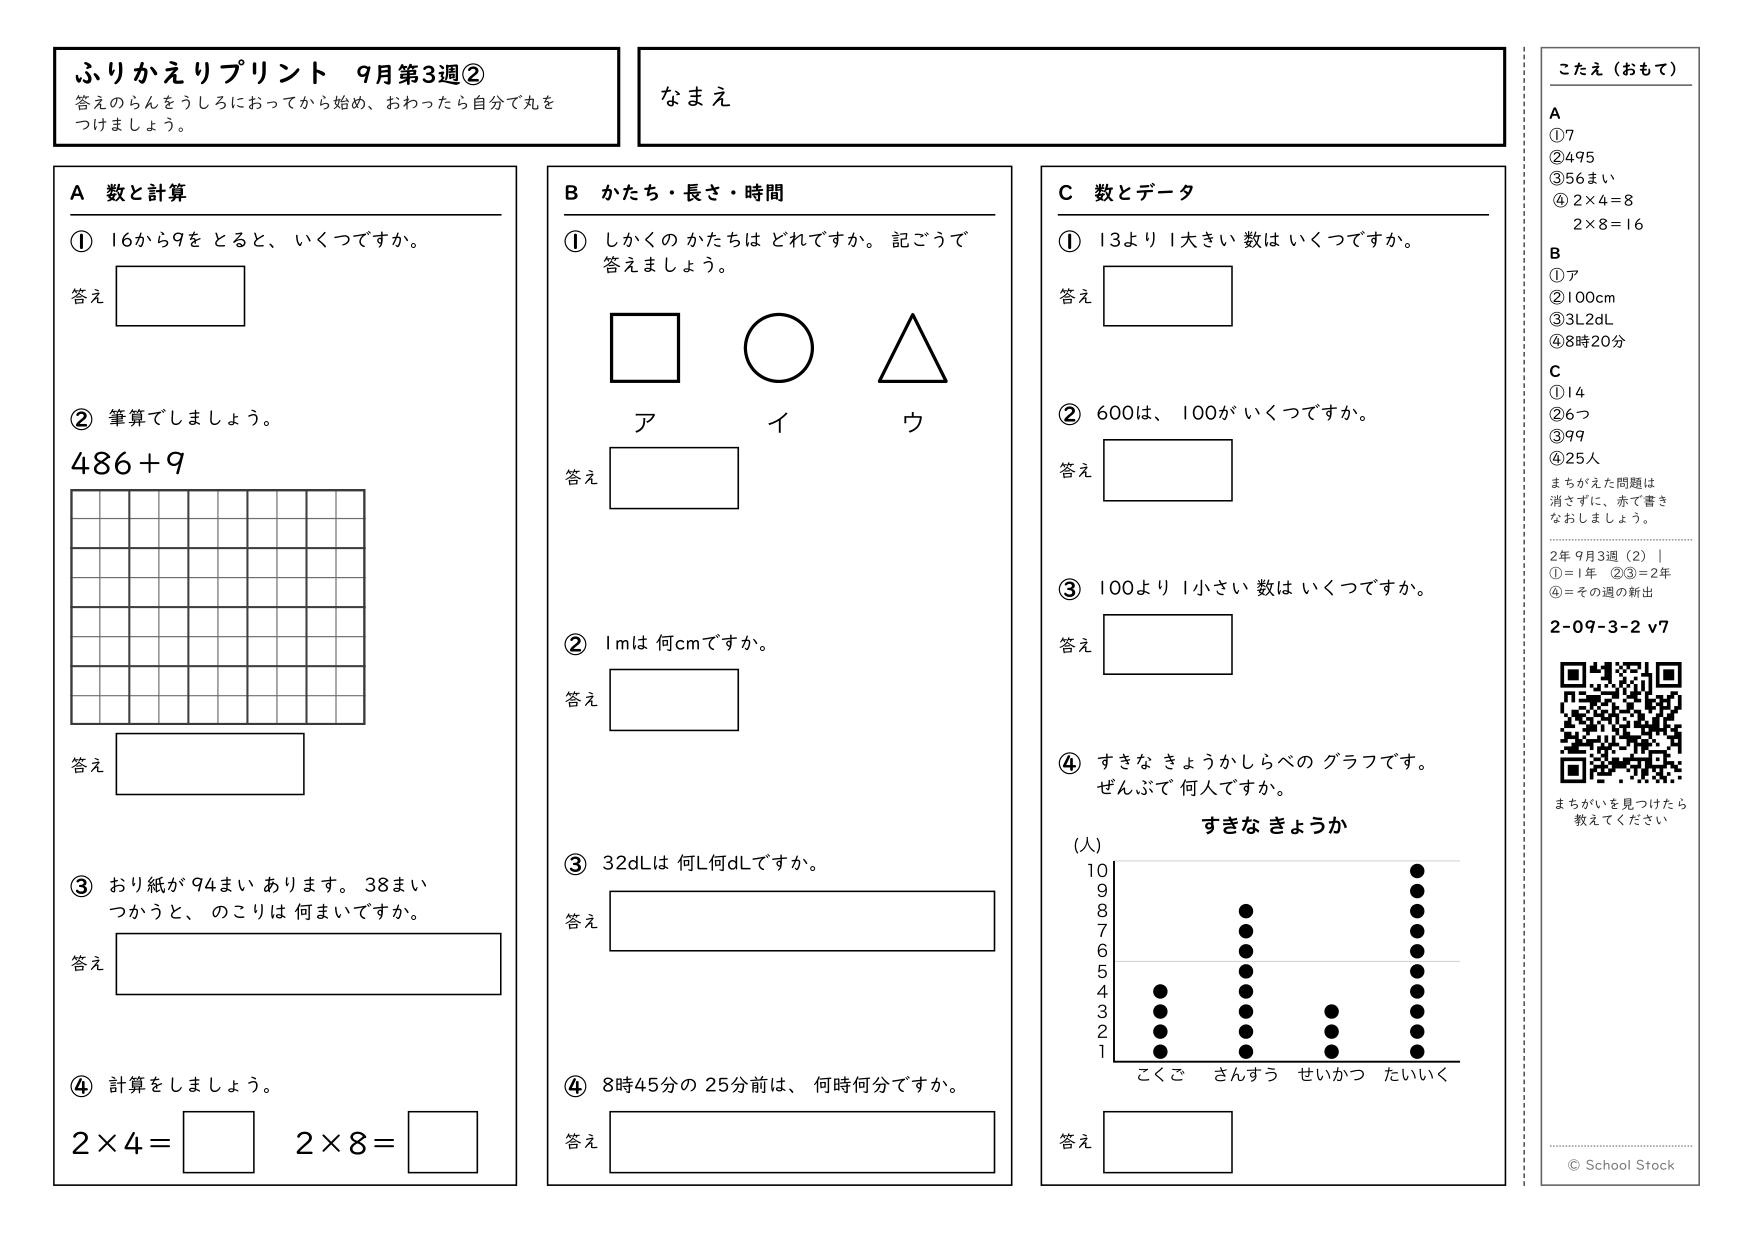 ふりかえりプリント　9月第3週②
答えのらんをうしろにおってから始め、おわったら自分で丸を
つけましょう。
なまえ
A　数と計算
① 16から9を とると、 いくつですか。
答え
② 筆算でしましょう。
486＋9
答え
③ おり紙が 94まい あります。 38まい
つかうと、 のこりは 何まいですか。
答え
④ 計算をしましょう。
2×4＝　2×8＝
B　かたち・長さ・時間
① しかくの かたちは どれですか。 記ごうで
答えましょう。
ア　イ　ウ
答え
② 1mは 何cmですか。
答え
③ 32dLは 何L何dLですか。
答え
④ 8時45分の 25分前は、 何時何分ですか。
答え
C　数とデータ
① 13より 1大きい 数は いくつですか。
答え
② 600は、 100が いくつですか。
答え
③ 100より 1小さい 数は いくつですか。
答え
④ すきな きょうかしらべの グラフです。
ぜんぶで 何人ですか。
すきな きょうか
(人)
10
9
8
7
6
5
4
3
2
1
こくご　さんすう　せいかつ　たいいく
答え
こたえ（おもて）
A
①7
②495
③56まい
④ 2×4＝8
2×8＝16
B
①ア
②100cm
③3L2dL
④8時20分
C
①14
②6つ
③99
④25人
まちがえた問題は
消さずに、赤で書き
なおしましょう。
2年 9月3週（2）｜
①＝1年　②③＝2年
④＝その週の新出
2-09-3-2 v7
まちがいを見つけたら
教えてください
© School Stock